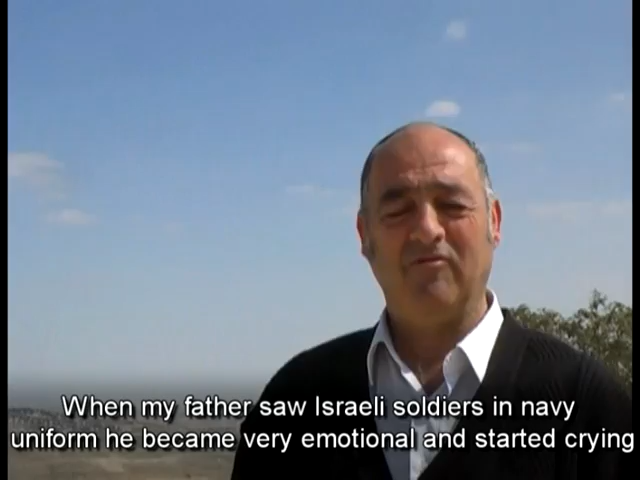 When my father saw Israeli soldiers in navy
uniform he became very emotional and started crying